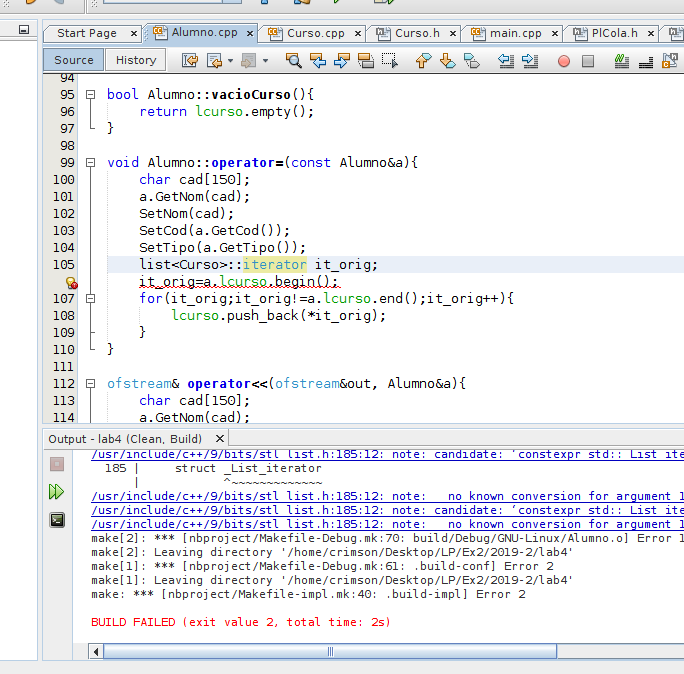 Start Page × Alumno.cpp × Curso.cpp × Curso.h × main.cpp × PlCola.h ×
Source History
94
95 bool Alumno::vacioCurso(){
96 return lcurso.empty();
97 }
98
99 void Alumno::operator=(const Alumno&a){
100 char cad[150];
101 a.GetNom(cad);
102 SetNom(cad);
103 SetCod(a.GetCod());
104 SetTipo(a.GetTipo());
105 list<Curso>::iterator it_orig;
it_orig=a.lcurso.begin();
107 for(it_orig;it_orig!=a.lcurso.end();it_orig++){
108 lcurso.push_back(*it_orig);
109 }
110 }
111
112 ofstream& operator<<(ofstream&out, Alumno&a){
113 char cad[150];
114 a.GetNom(cad);
Output - lab4 (Clean, Build) ×
/usr/include/c++/9/bits/stl_list.h:185:12: note: candidate: 'constexpr std::_List_ite
185 | struct _List_iterator
| ^~~~~~~~~~~~~~
/usr/include/c++/9/bits/stl_list.h:185:12: note: no known conversion for argument 1
/usr/include/c++/9/bits/stl_list.h:185:12: note: candidate: 'constexpr std::_List_ite
/usr/include/c++/9/bits/stl_list.h:185:12: note: no known conversion for argument 1
make[2]: *** [nbproject/Makefile-Debug.mk:70: build/Debug/GNU-Linux/Alumno.o] Error 1
make[2]: Leaving directory '/home/crimson/Desktop/LP/Ex2/2019-2/lab4'
make[1]: *** [nbproject/Makefile-Debug.mk:61: .build-conf] Error 2
make[1]: Leaving directory '/home/crimson/Desktop/LP/Ex2/2019-2/lab4'
make: *** [nbproject/Makefile-impl.mk:40: .build-impl] Error 2
BUILD FAILED (exit value 2, total time: 2s)